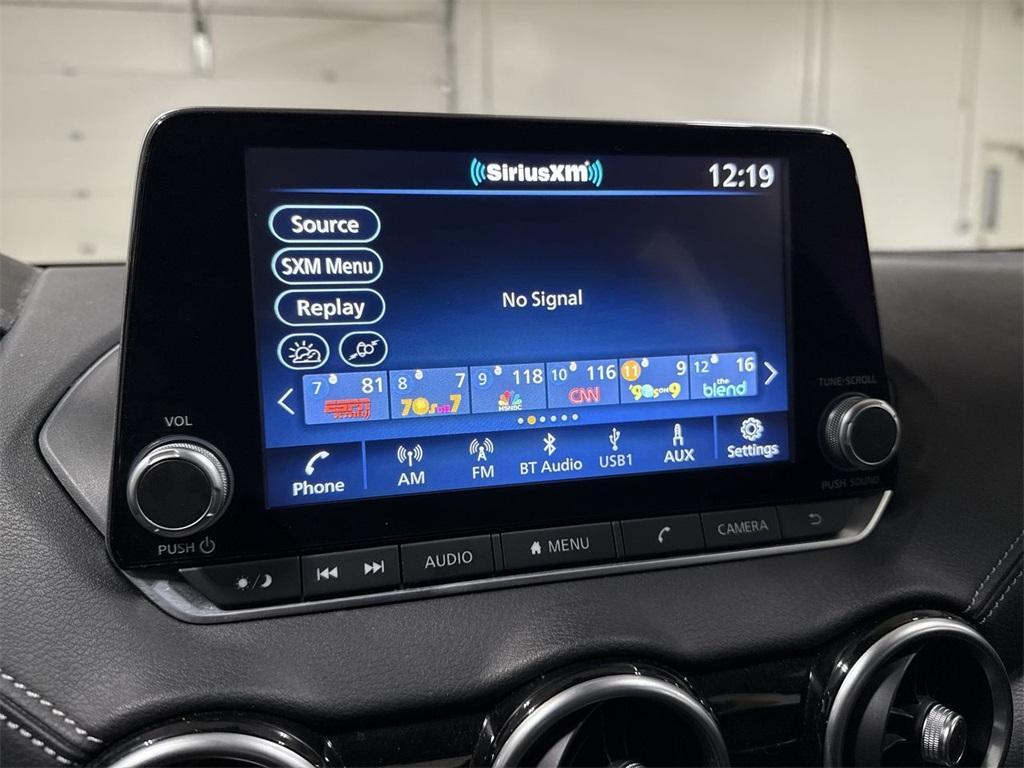 SiriusXM
12:19
Source
SXM Menu
Replay
No Signal
7 81 8 7 9 118 10 116 11 9 12 16
ESPN 70s on 7 MSNBC CNN '90s on 9 the blend
Phone AM FM BT Audio USB1 AUX Settings
VOL
PUSH
TUNE·SCROLL
PUSH SOUND
AUDIO MENU CAMERA